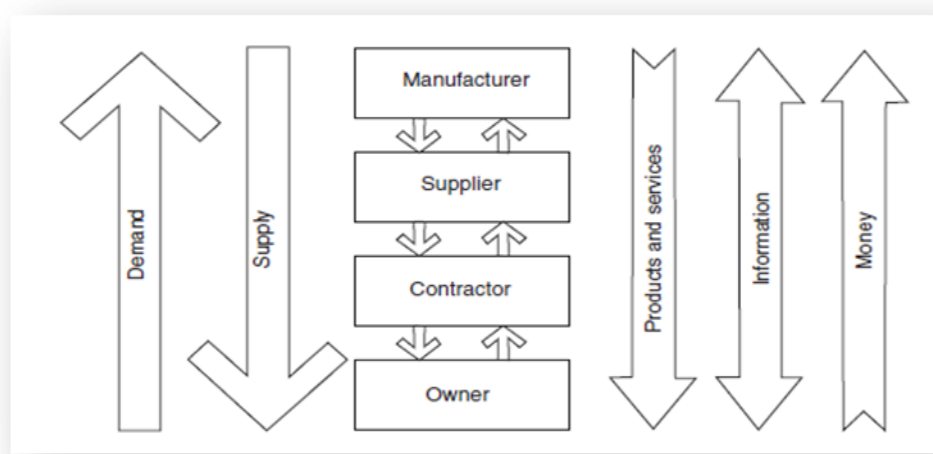 Demand
Supply
Manufacturer
Supplier
Contractor
Owner
Products and services
Information
Money